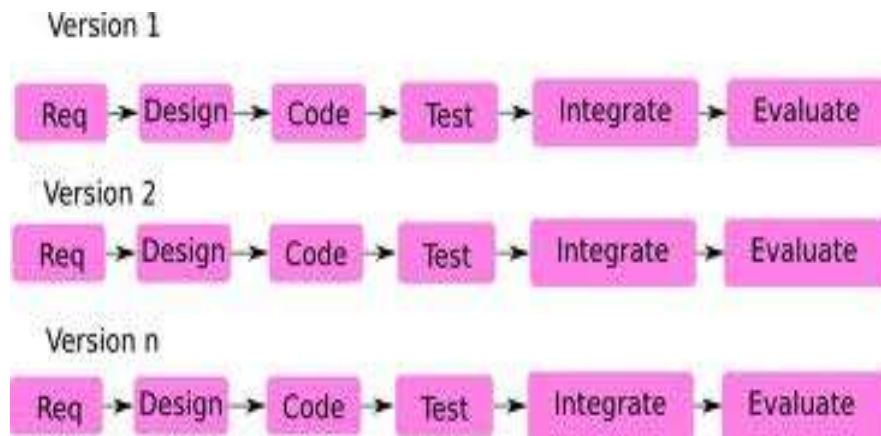 Version 1
Req Design Code Test Integrate Evaluate
Version 2
Req Design Code Test Integrate Evaluate
Version n
Req Design Code Test Integrate Evaluate